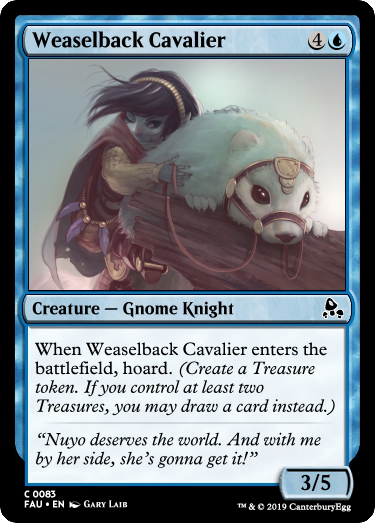 Weaselback Cavalier 4
Creature — Gnome Knight
When Weaselback Cavalier enters the
battlefield, hoard. (Create a Treasure
token. If you control at least two
Treasures, you may draw a card instead.)
“Nuyo deserves the world. And with me
by her side, she’s gonna get it!”
3/5
C 0083
FAU • EN Gary Laib
™ & © 2019 CanterburyEgg